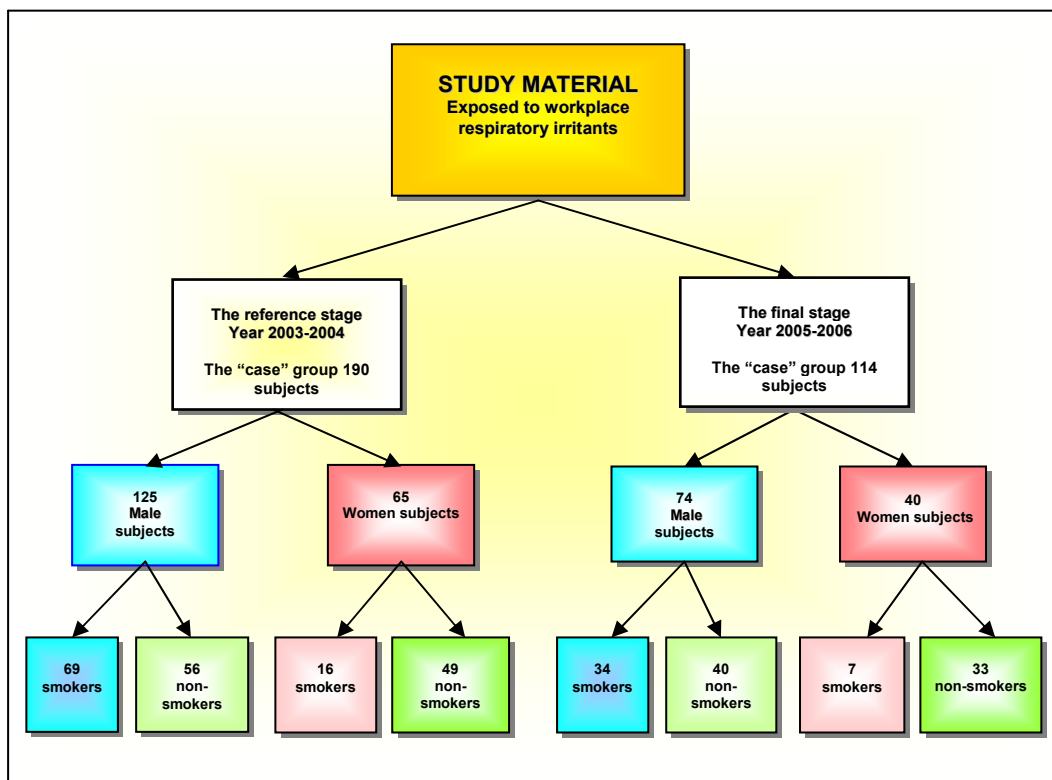 STUDY MATERIAL
Exposed to workplace
respiratory irritants
The reference stage
Year 2003-2004
The “case” group 190
subjects
The final stage
Year 2005-2006
The “case” group 114
subjects
125
Male
subjects
65
Women subjects
74
Male
subjects
40
Women subjects
69
smokers
56
non-
smokers
16
smokers
49
non-
smokers
34
smokers
40
non-
smokers
7
smokers
33
non-smokers